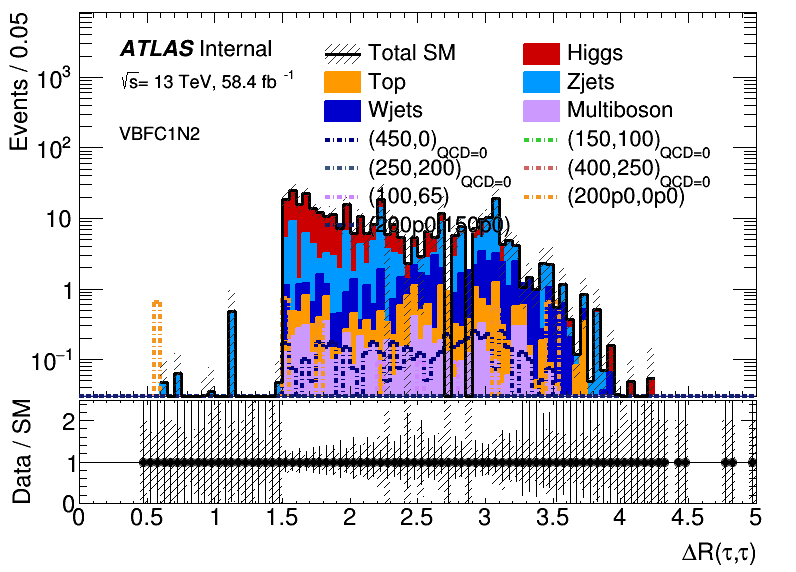 Events / 0.05
10³
10²
10
1
10⁻¹
ATLAS Internal
√s= 13 TeV, 58.4 fb ⁻¹
VBFC1N2
Total SM
Higgs
Top
Zjets
Wjets
Multiboson
(450,0)QCD=0
(150,100)QCD=0
(250,200)QCD=0
(400,250)QCD=0
(100,65)
(200p0,0p0)
(200p0,150p0)
Data / SM
2
1
0
0 0.5 1 1.5 2 2.5 3 3.5 4 4.5 5
ΔR(τ,τ)